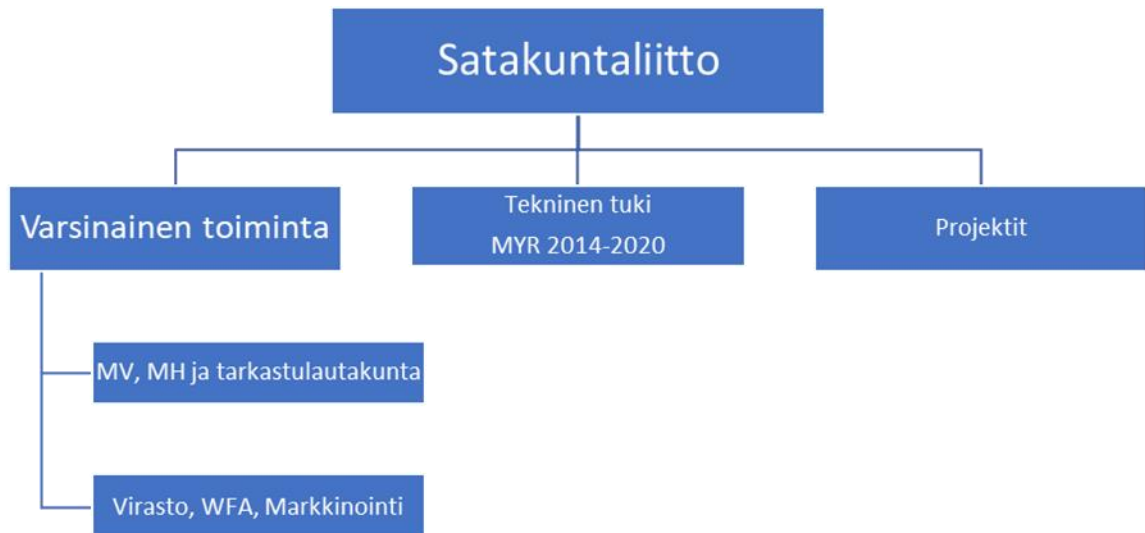 Satakuntaliitto
Varsinainen toiminta
Tekninen tuki
MYR 2014-2020
Projektit
MV, MH ja tarkastulautakunta
Virasto, WFA, Markkinointi